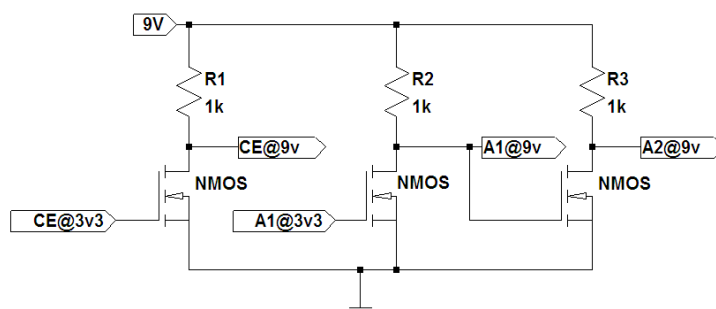 9V
R1
1k
R2
1k
R3
1k
CE@9v
A1@9v
A2@9v
NMOS
NMOS
NMOS
CE@3v3
A1@3v3